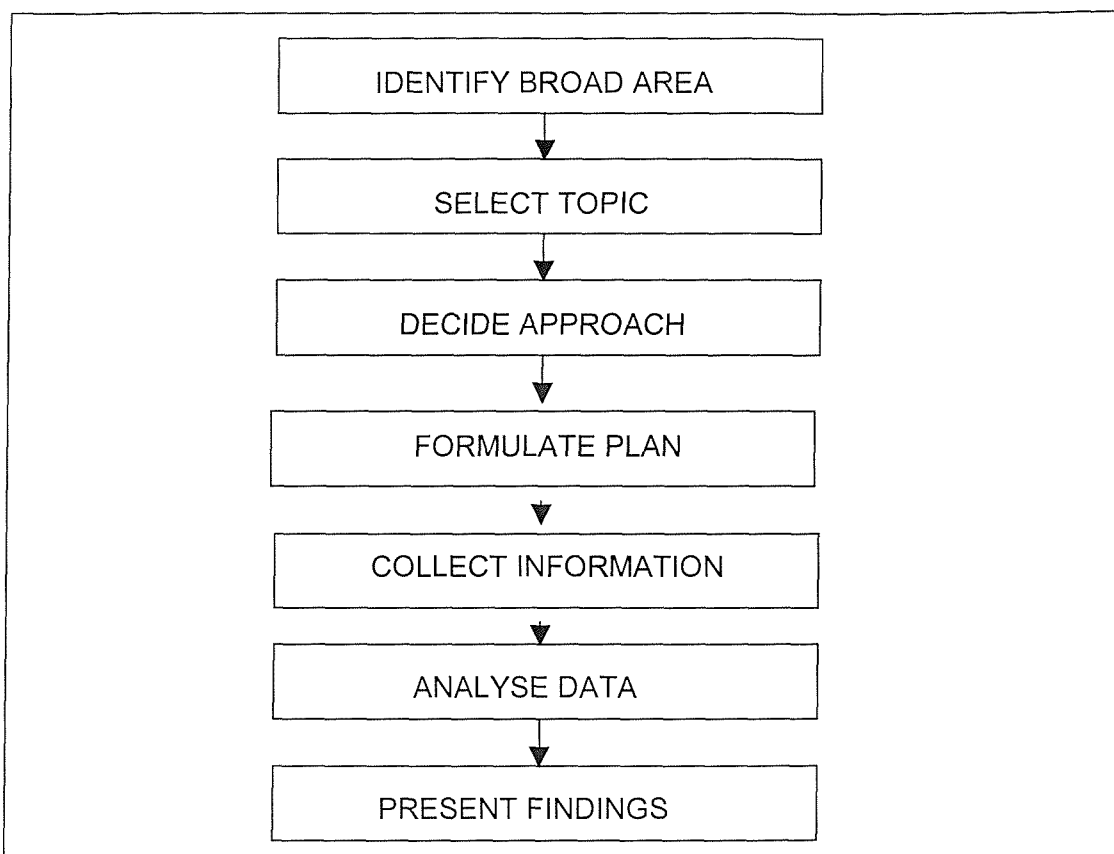 IDENTIFY BROAD AREA
SELECT TOPIC
DECIDE APPROACH
FORMULATE PLAN
COLLECT INFORMATION
ANALYSE DATA
PRESENT FINDINGS